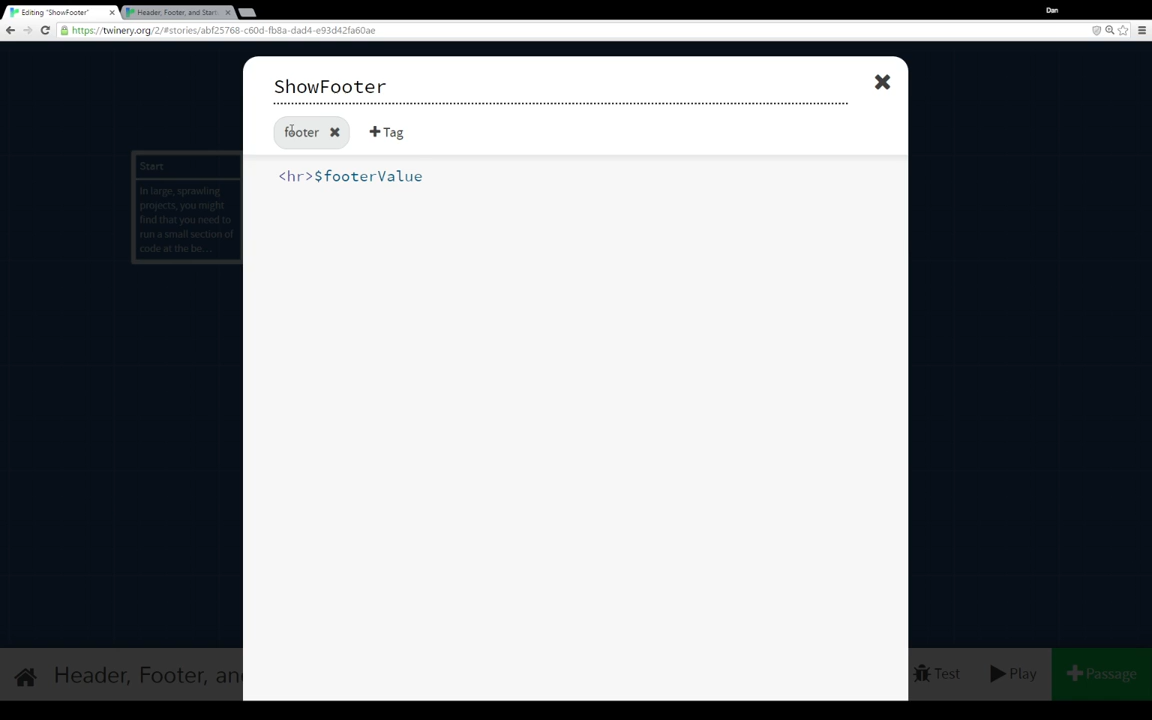 Editing "ShowFooter"
Header, Footer, and Start
Dan
https://twinery.org/2/#stories/abf25768-c60d-fb8a-dad4-e93d42fa60ae
ShowFooter
footer
Tag
<hr>$footerValue
Start
In large, sprawling
projects, you might
find that you need to
run a small section of
code at the be...
Header, Footer, an
Test
Play
Passage